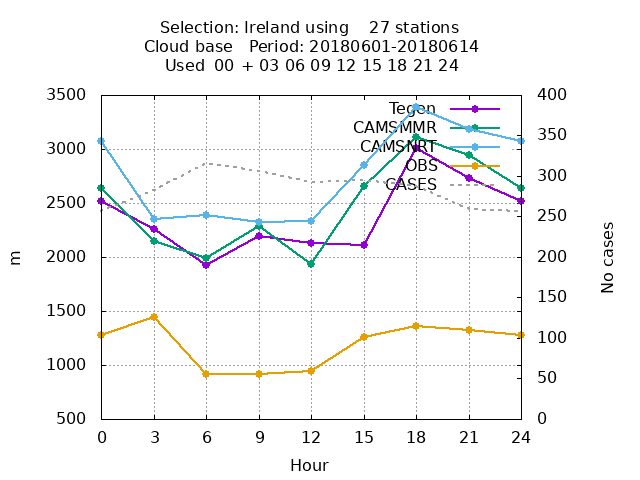 Selection: Ireland using    27 stations
Cloud base   Period: 20180601-20180614
Used  00 + 03 06 09 12 15 18 21 24
3500
3000
2500
2000
1500
1000
500
400
350
300
250
200
150
100
50
0
Tegen
CAMSMMR
CAMSNRT
OBS
CASES
m
No cases
0 3 6 9 12 15 18 21 24
Hour